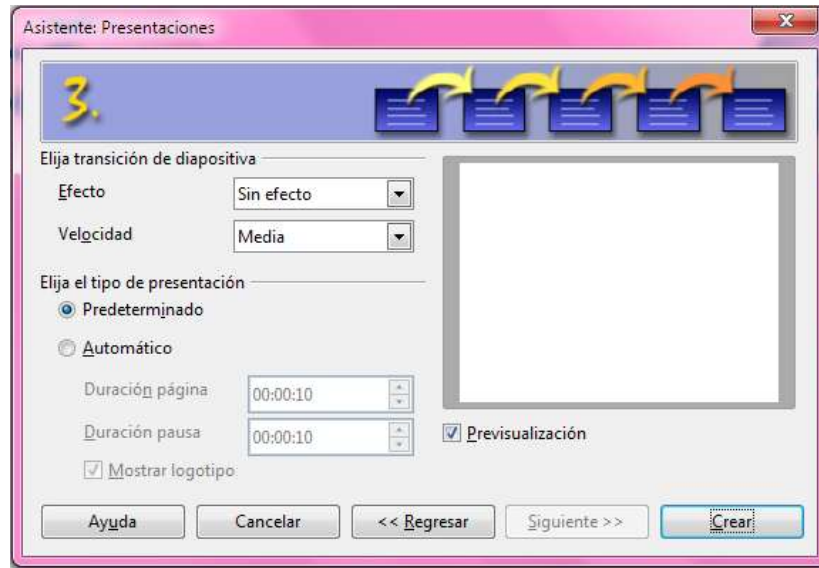 Asistente: Presentaciones
3.
Elija transición de diapositiva
Efecto
Sin efecto
Velocidad
Media
Elija el tipo de presentación
Predeterminado
Automático
Duración página
00:00:10
Duración pausa
00:00:10
Mostrar logotipo
Previsualización
Ayuda
Cancelar
<< Regresar
Siguiente >>
Crear